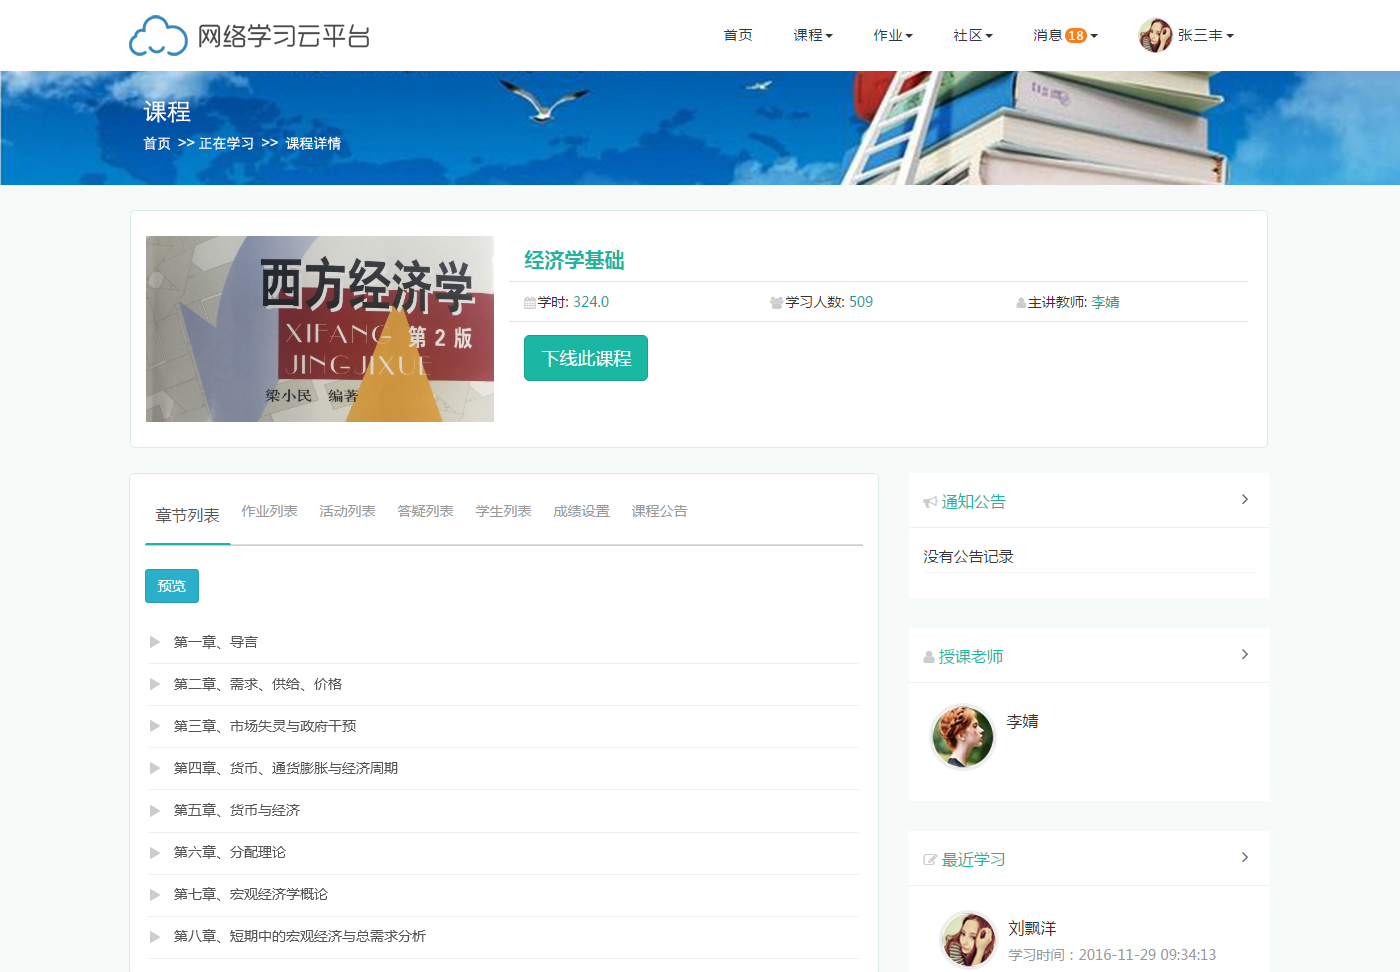 网络学习云平台
首页 课程 作业 社区 消息 18 张三丰
课程
首页 >> 正在学习 >> 课程详情
西方经济学
XIFANG 第2版
JINGJIXUE
梁小民 编著
经济学基础
学时: 324.0 学习人数: 509 主讲教师: 李婧
下线此课程
章节列表 作业列表 活动列表 答疑列表 学生列表 成绩设置 课程公告
预览
第一章、导言
第二章、需求、供给、价格
第三章、市场失灵与政府干预
第四章、货币、通货膨胀与经济周期
第五章、货币与经济
第六章、分配理论
第七章、宏观经济学概论
第八章、短期中的宏观经济与总需求分析
通知公告
没有公告记录
授课老师
李婧
最近学习
刘飘洋
学习时间：2016-11-29 09:34:13